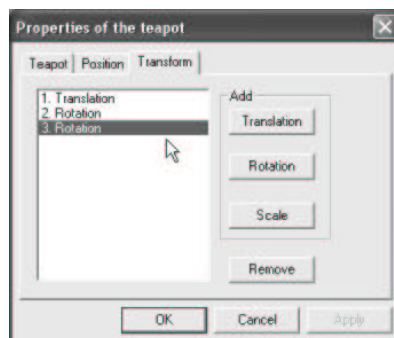 Properties of the teapot
Teapot Position Transform
1. Translation
2. Rotation
3. Rotation
Add
Translation
Rotation
Scale
Remove
OK Cancel Apply